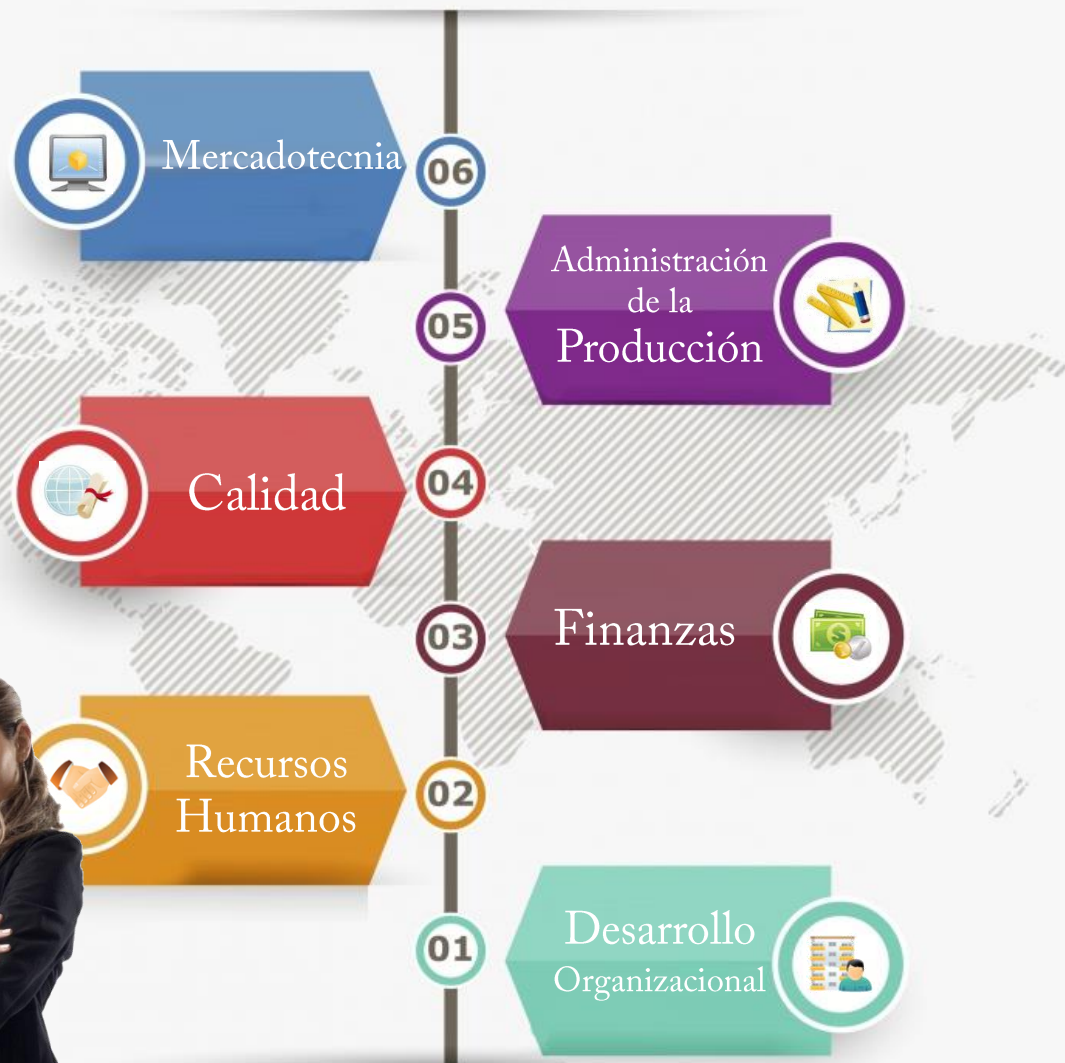 Mercadotecnia
06
Administración
de la
Producción
05
Calidad
04
Finanzas
03
Recursos
Humanos
02
Desarrollo
Organizacional
01